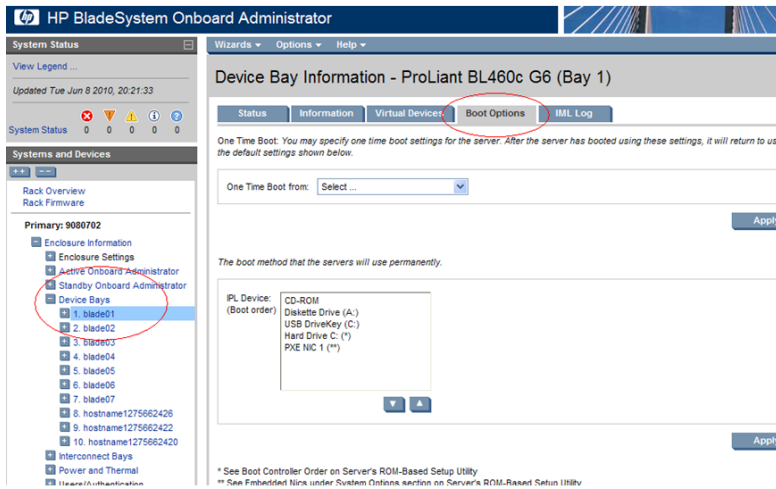 HP BladeSystem Onboard Administrator
System Status
View Legend ...
Updated Tue Jun 8 2010, 20:21:33
System Status 0 0 0 0 0
Systems and Devices
Rack Overview
Rack Firmware
Primary: 9080702
Enclosure Information
Enclosure Settings
Active Onboard Administrator
Standby Onboard Administrator
Device Bays
1. blade01
2. blade02
3. blade03
4. blade04
5. blade05
6. blade06
7. blade07
8. hostname1275662426
9. hostname1275662422
10. hostname1275662420
Interconnect Bays
Power and Thermal
Users/Authentication
Wizards Options Help
Device Bay Information - ProLiant BL460c G6 (Bay 1)
Status Information Virtual Devices Boot Options IML Log
One Time Boot: You may specify one time boot settings for the server. After the server has booted using these settings, it will return to us
the default settings shown below.
One Time Boot from: Select ...
Apply
The boot method that the servers will use permanently.
IPL Device:
(Boot order)
CD-ROM
Diskette Drive (A:)
USB DriveKey (C:)
Hard Drive C: (*)
PXE NIC 1 (**)
Apply
* See Boot Controller Order on Server's ROM-Based Setup Utility
** See Embedded Nics under System Options section on Server's ROM-Based Setup Utility